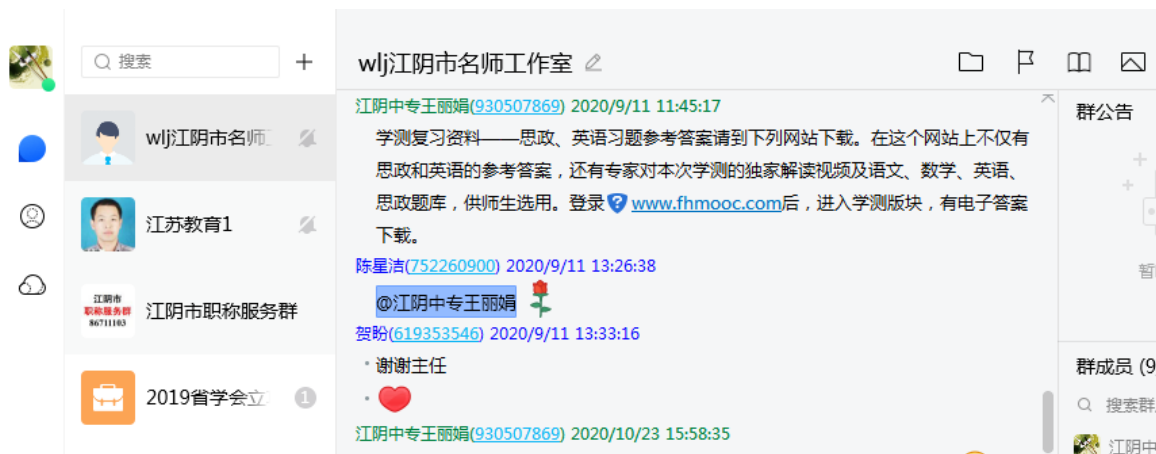 搜索
wlj江阴市名师
江苏教育1
江阴市
职称服务群
86711103
江阴市职称服务群
2019省学会立
1
wlj江阴市名师工作室
江阴中专王丽娟(930507869) 2020/9/11 11:45:17
学测复习资料——思政、英语习题参考答案请到下列网站下载。在这个网站上不仅有
思政和英语的参考答案，还有专家对本次学测的独家解读视频及语文、数学、英语、
思政题库，供师生选用。登录 www.fhmooc.com后，进入学测版块，有电子答案
下载。
陈星洁(752260900) 2020/9/11 13:26:38
@江阴中专王丽娟
贺盼(619353546) 2020/9/11 13:33:16
谢谢主任
江阴中专王丽娟(930507869) 2020/10/23 15:58:35
群公告
暂
群成员 (9
搜索群
江阴中